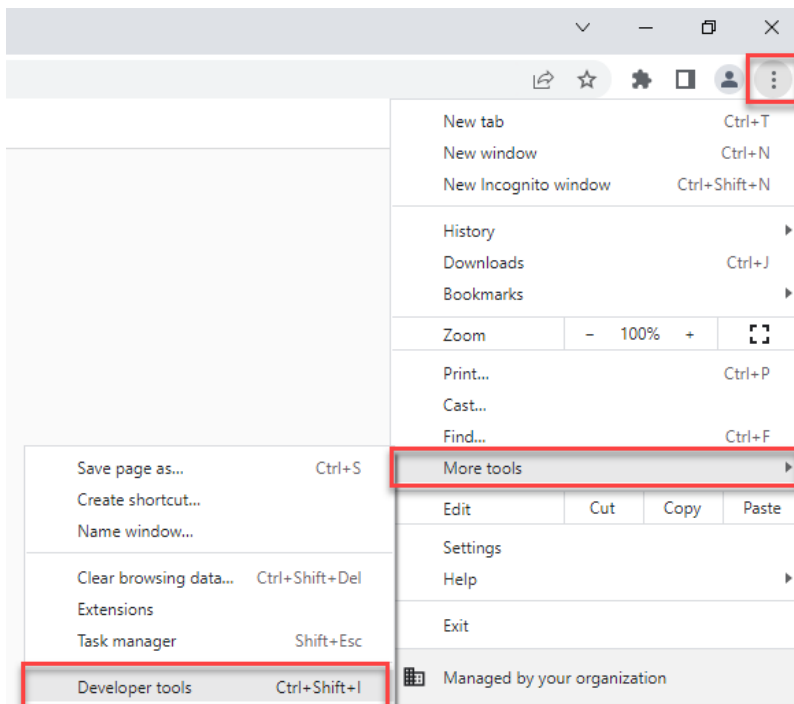 New tab Ctrl+T
New window Ctrl+N
New Incognito window Ctrl+Shift+N
History
Downloads Ctrl+J
Bookmarks
Zoom − 100% +
Print... Ctrl+P
Cast...
Find... Ctrl+F
More tools
Edit Cut Copy Paste
Settings
Help
Exit
Managed by your organization
Save page as... Ctrl+S
Create shortcut...
Name window...
Clear browsing data... Ctrl+Shift+Del
Extensions
Task manager Shift+Esc
Developer tools Ctrl+Shift+I